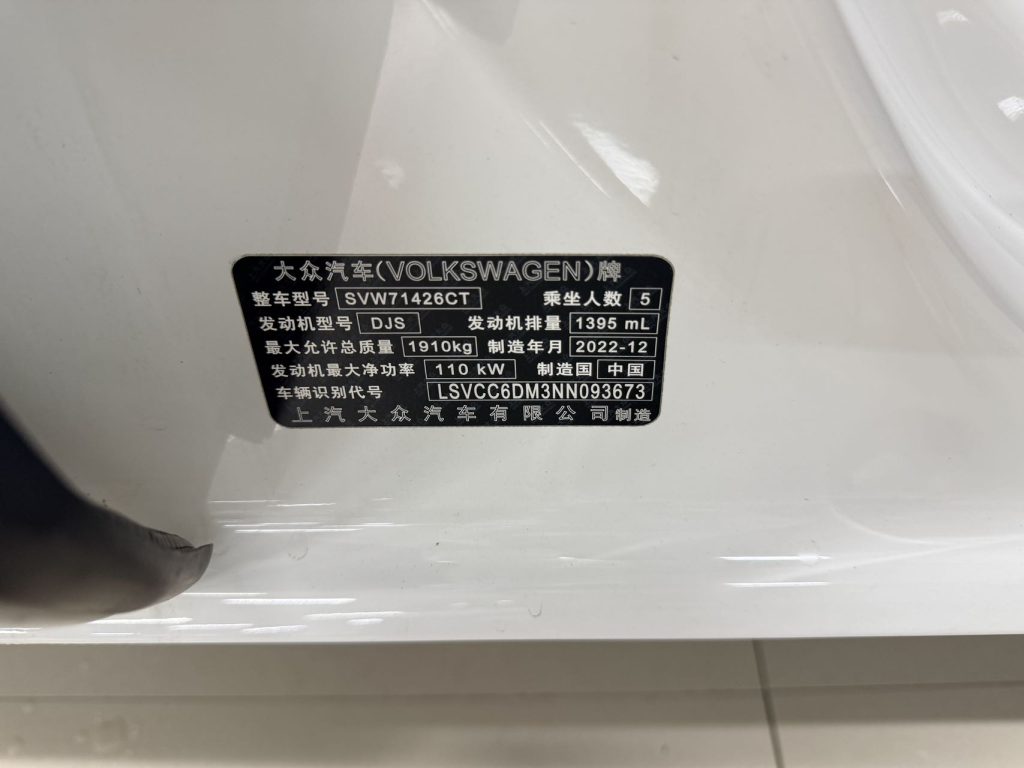 大众汽车(VOLKSWAGEN)牌
整车型号 SVW71426CT 乘坐人数 5
发动机型号 DJS 发动机排量 1395 mL
最大允许总质量 1910kg 制造年月 2022-12
发动机最大净功率 110 kW 制造国 中国
车辆识别代号 LSVCC6DM3NN093673
上汽大众汽车有限公司制造